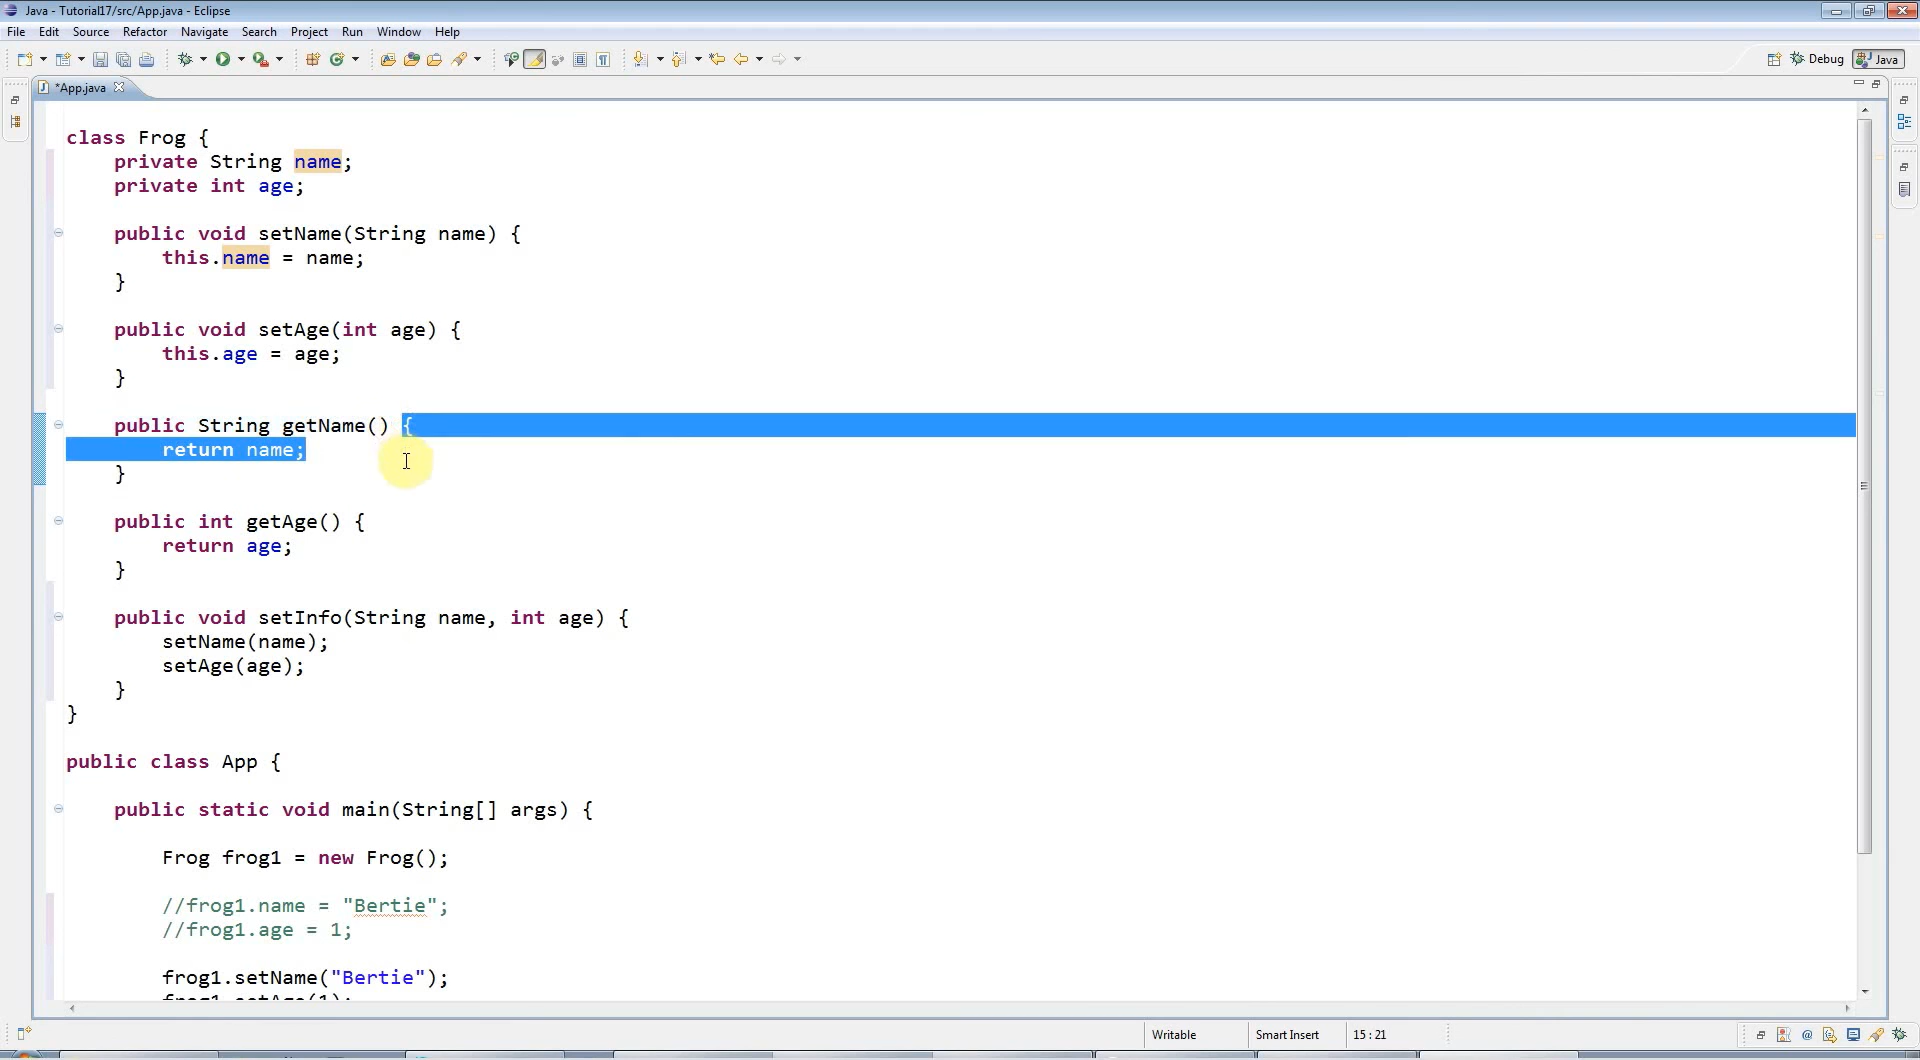 Java - Tutorial17/src/App.java - Eclipse
File Edit Source Refactor Navigate Search Project Run Window Help
Debug Java
*App.java
class Frog {
private String name;
private int age;
public void setName(String name) {
this.name = name;
}
public void setAge(int age) {
this.age = age;
}
public String getName() {
return name;
}
public int getAge() {
return age;
}
public void setInfo(String name, int age) {
setName(name);
setAge(age);
}
}
public class App {
public static void main(String[] args) {
Frog frog1 = new Frog();
//frog1.name = "Bertie";
//frog1.age = 1;
frog1.setName("Bertie");
frog1.setAge(1);
Writable Smart Insert 15 : 21